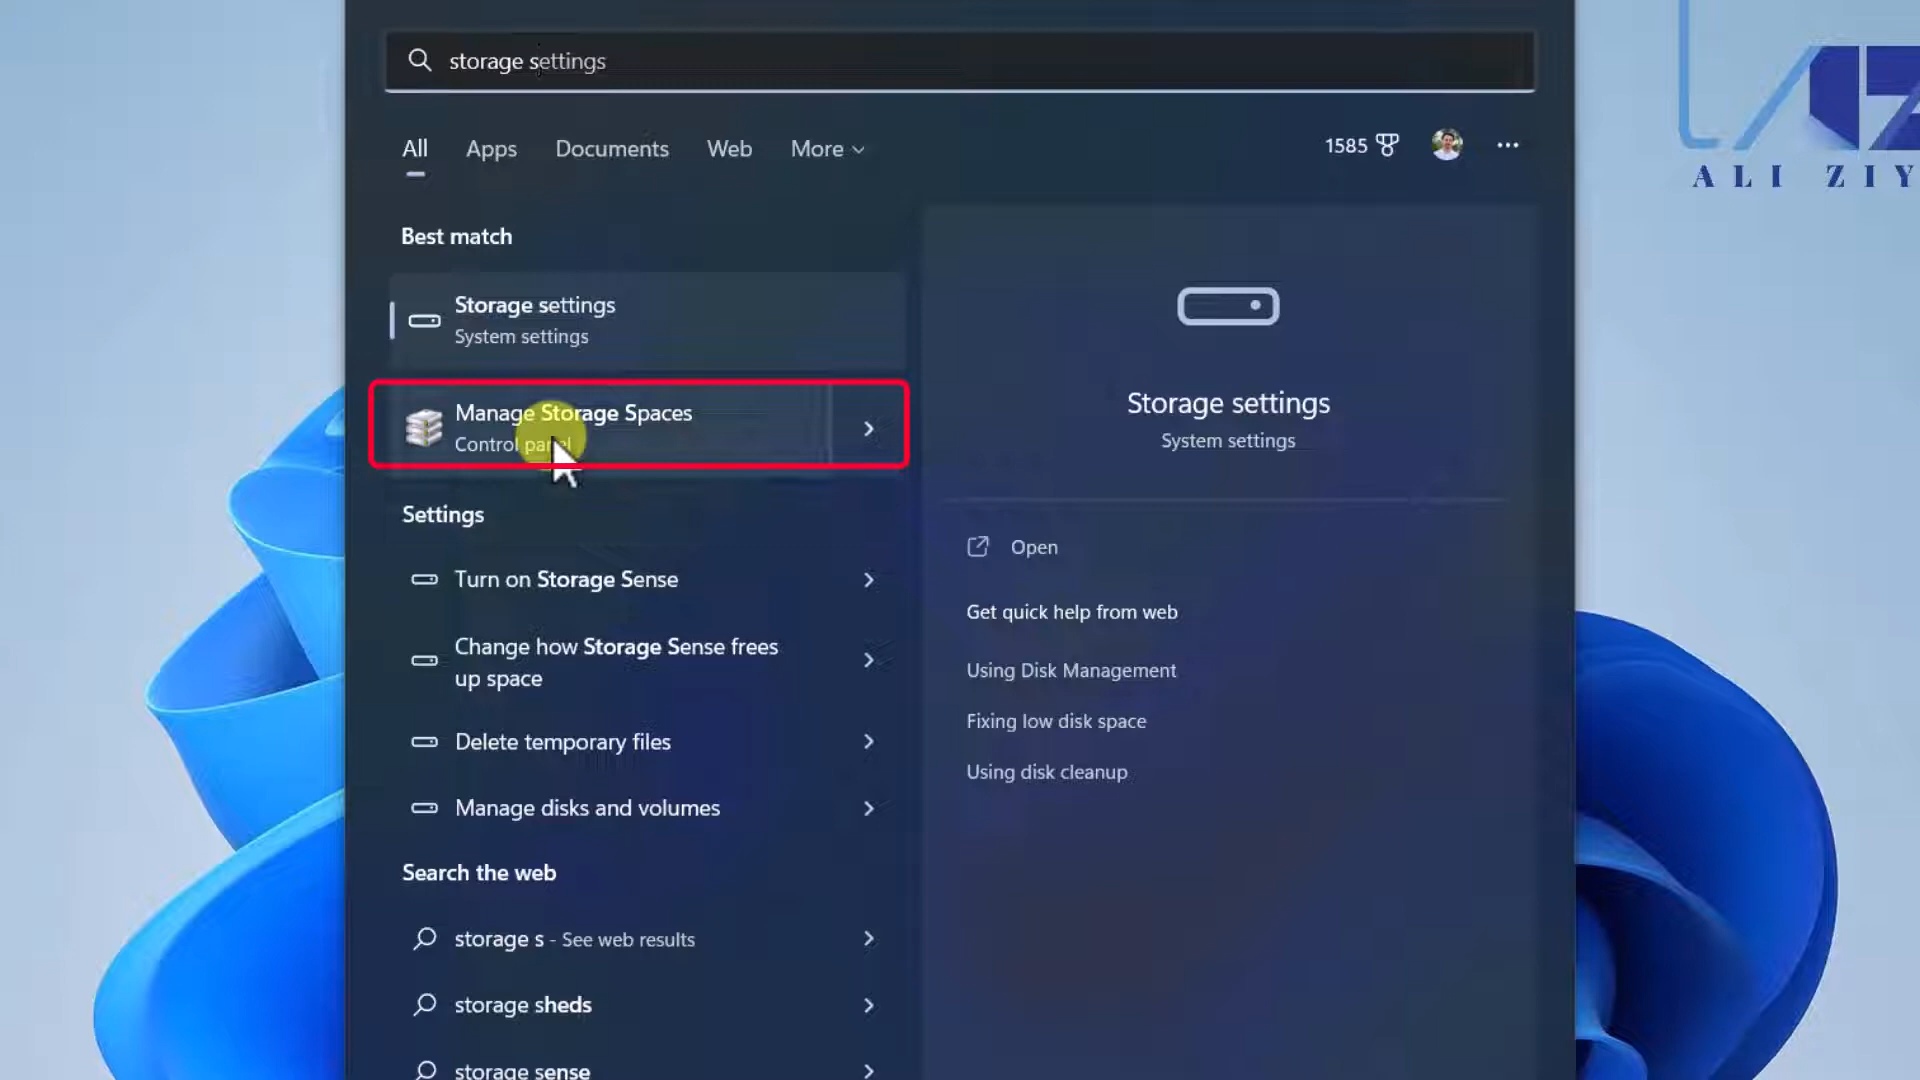 storage settings
All Apps Documents Web More
1585
ALI ZIY
Best match
Storage settings
System settings
Manage Storage Spaces
Control panel
Settings
Turn on Storage Sense
Change how Storage Sense frees
up space
Delete temporary files
Manage disks and volumes
Search the web
storage s - See web results
storage sheds
storage sense
Storage settings
System settings
Open
Get quick help from web
Using Disk Management
Fixing low disk space
Using disk cleanup